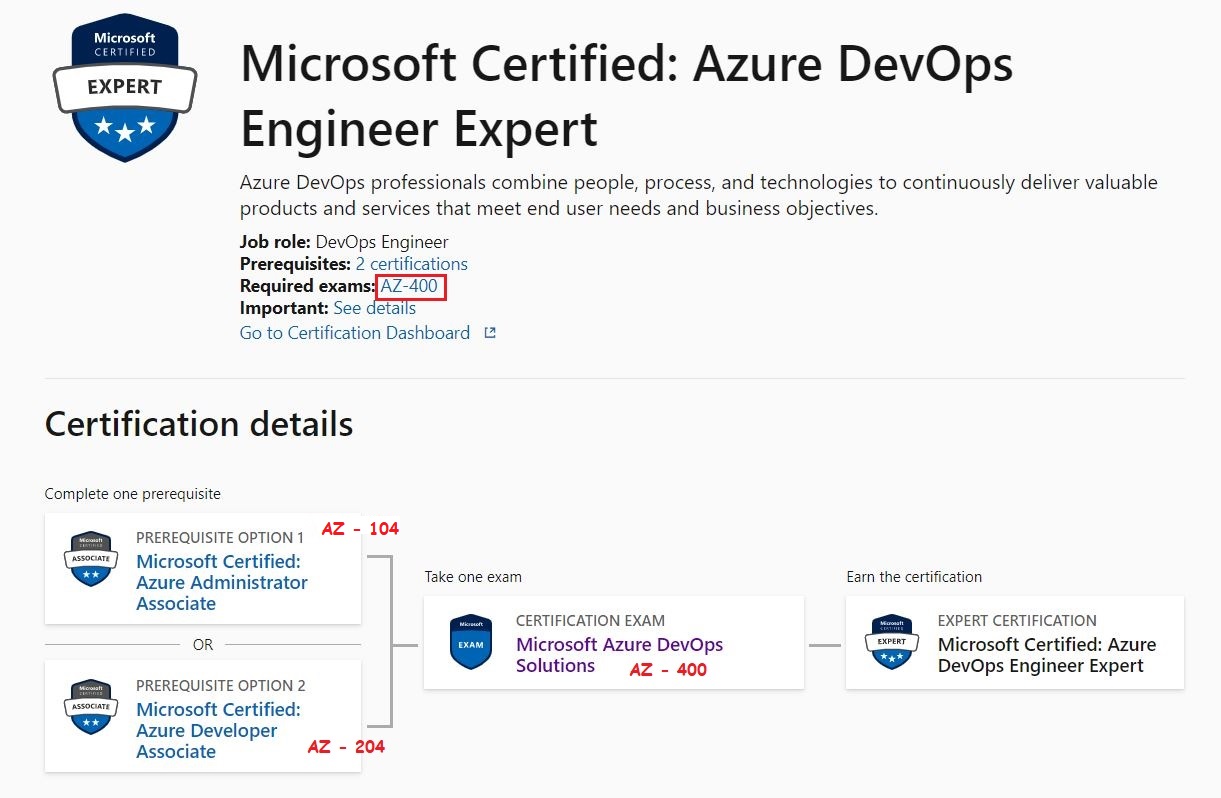 Microsoft
CERTIFIED
EXPERT
Microsoft Certified: Azure DevOps
Engineer Expert
Azure DevOps professionals combine people, process, and technologies to continuously deliver valuable
products and services that meet end user needs and business objectives.
Job role: DevOps Engineer
Prerequisites: 2 certifications
Required exams: AZ-400
Important: See details
Go to Certification Dashboard
Certification details
Complete one prerequisite
Microsoft
CERTIFIED
ASSOCIATE
PREREQUISITE OPTION 1 AZ - 104
Microsoft Certified:
Azure Administrator
Associate
OR
Microsoft
CERTIFIED
ASSOCIATE
PREREQUISITE OPTION 2
Microsoft Certified:
Azure Developer
Associate AZ - 204
Take one exam
Microsoft
EXAM
CERTIFICATION EXAM
Microsoft Azure DevOps
Solutions AZ - 400
Earn the certification
Microsoft
CERTIFIED
EXPERT
EXPERT CERTIFICATION
Microsoft Certified: Azure
DevOps Engineer Expert